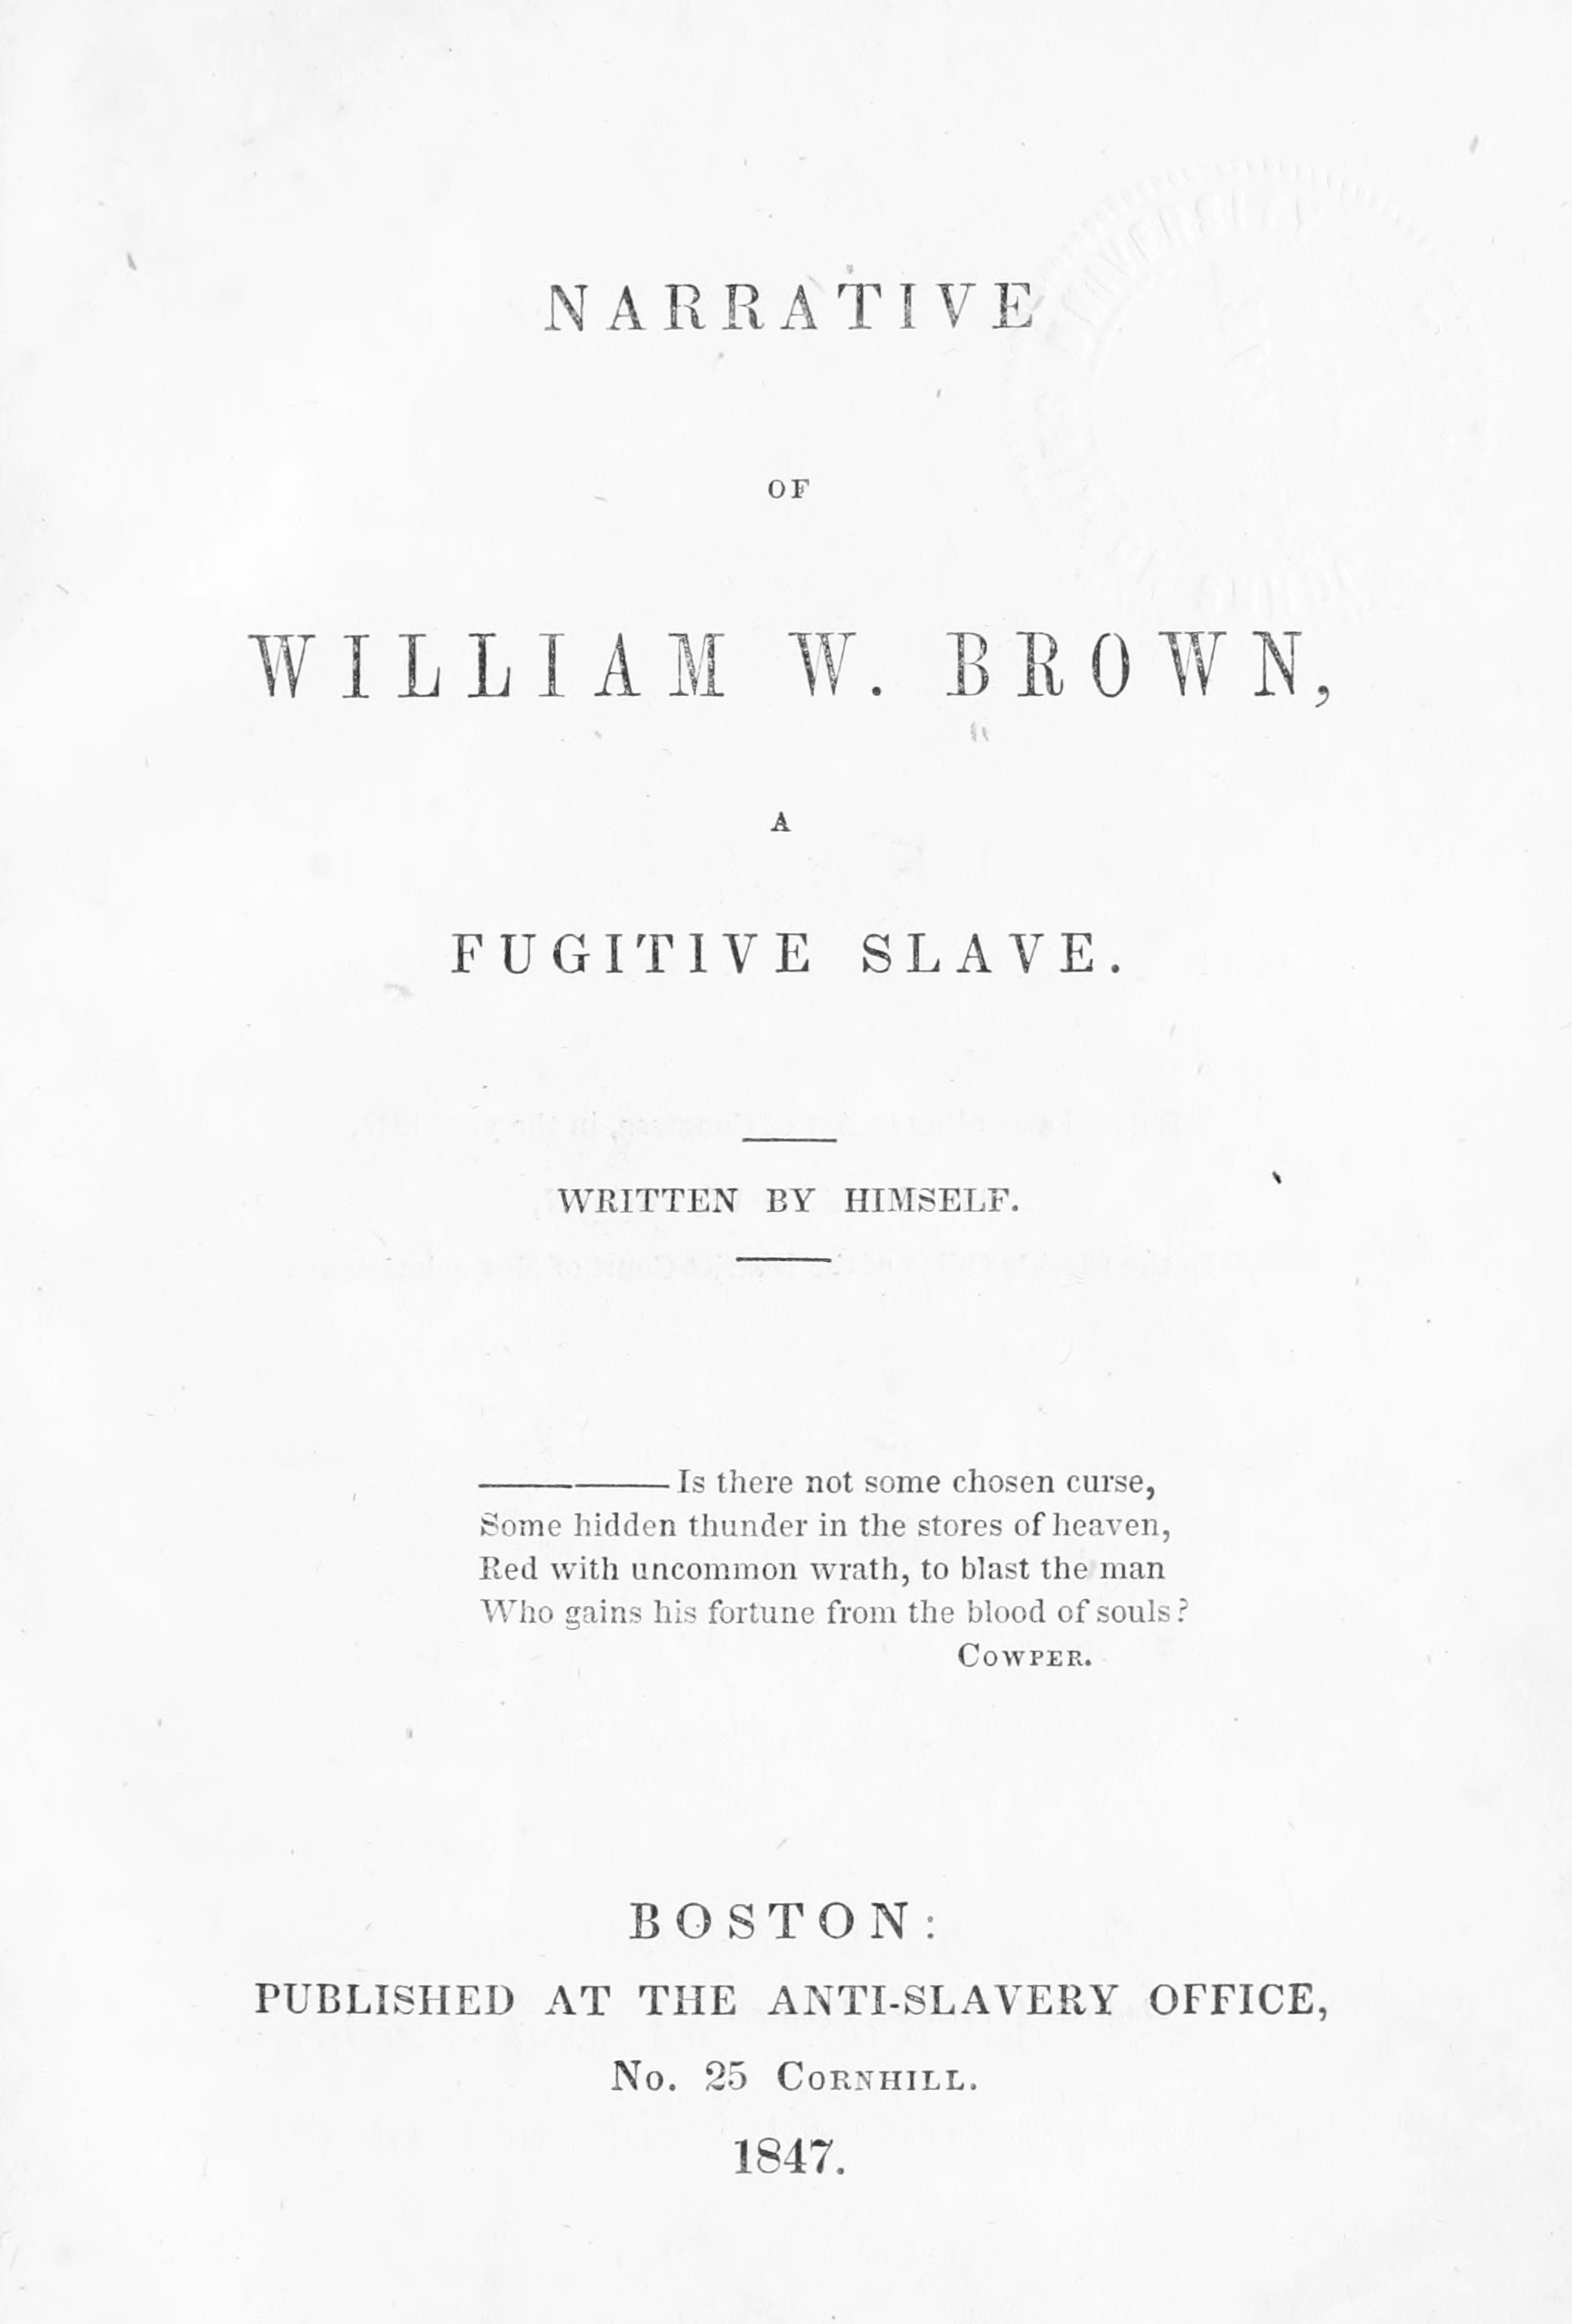 NARRATIVE
OF
WILLIAM W. BROWN,
A
FUGITIVE SLAVE.
WRITTEN BY HIMSELF.
—— —— Is there not some chosen curse,
Some hidden thunder in the stores of heaven,
Red with uncommon wrath, to blast the man
Who gains his fortune from the blood of souls?
COWPER.
BOSTON:
PUBLISHED AT THE ANTI-SLAVERY OFFICE,
No. 25 CORNHILL.
1847.